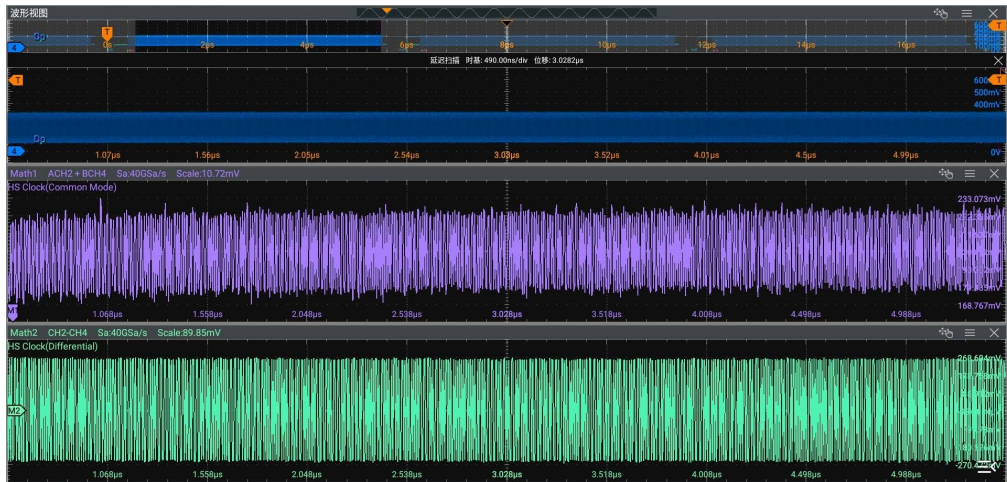 波形视图
Cp
0s 2μs 4μs 6μs 8μs 10μs 12μs 14μs 16μs
T
4
延迟扫描 时基: 490.00ns/div 位移: 3.0282μs
T
500mV
400mV
Dp
4
0V
1.07μs 1.56μs 2.05μs 2.54μs 3.03μs 3.52μs 4.01μs 4.5μs 4.99μs
Math1 ACH2 + BCH4 Sa:40GSa/s Scale:10.72mV
HS Clock(Common Mode)
233.073mV
168.767mV
1.068μs 1.558μs 2.048μs 2.538μs 3.028μs 3.518μs 4.008μs 4.498μs 4.988μs
Math2 CH2-CH4 Sa:40GSa/s Scale:89.85mV
HS Clock(Differential)
M2
1.068μs 1.558μs 2.048μs 2.538μs 3.028μs 3.518μs 4.008μs 4.498μs 4.988μs